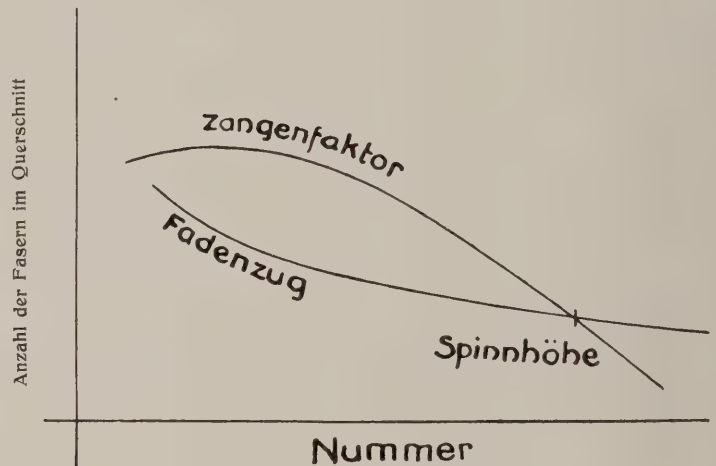 Anzahl der Fasern im Querschnitt
Zangenfaktor
Fadenzug
Spinnhöhe
Nummer